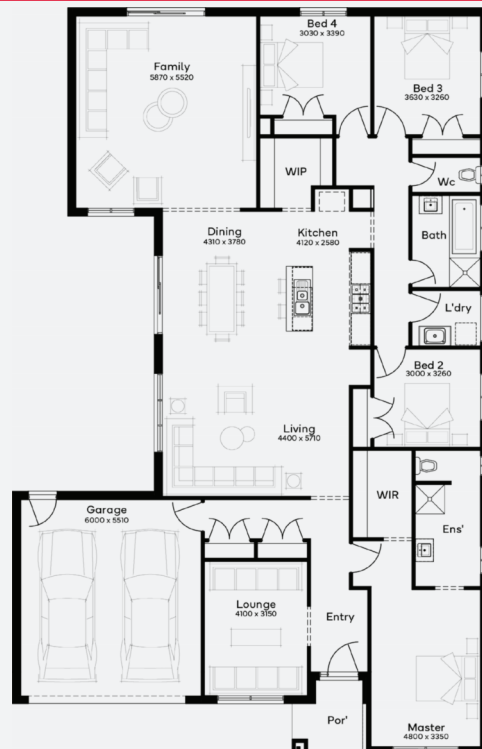 Bed 4
3030 x 3390
Family
5870 x 5520
Bed 3
3630 x 3260
WIP
Wc
Dining
4310 x 3780
Kitchen
4120 x 2580
Bath
L'dry
Bed 2
3000 x 3260
Living
4400 x 5710
WIR
Garage
6000 x 5510
Ens'
Lounge
4100 x 3150
Entry
Por'
Master
4800 x 3350